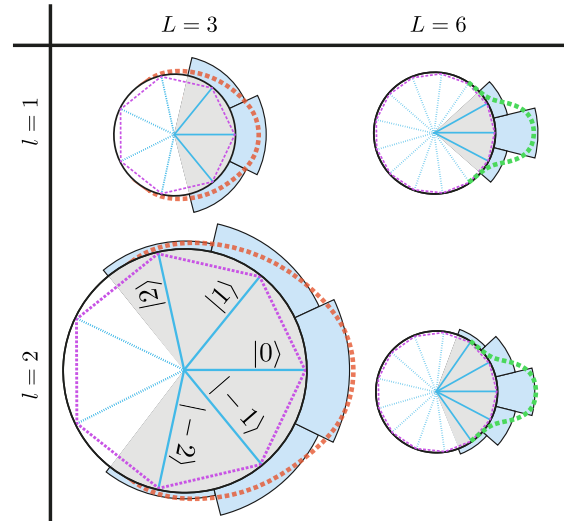 L = 3
L = 6
l = 1
l = 2
|2⟩
|1⟩
|0⟩
|−1⟩
|−2⟩